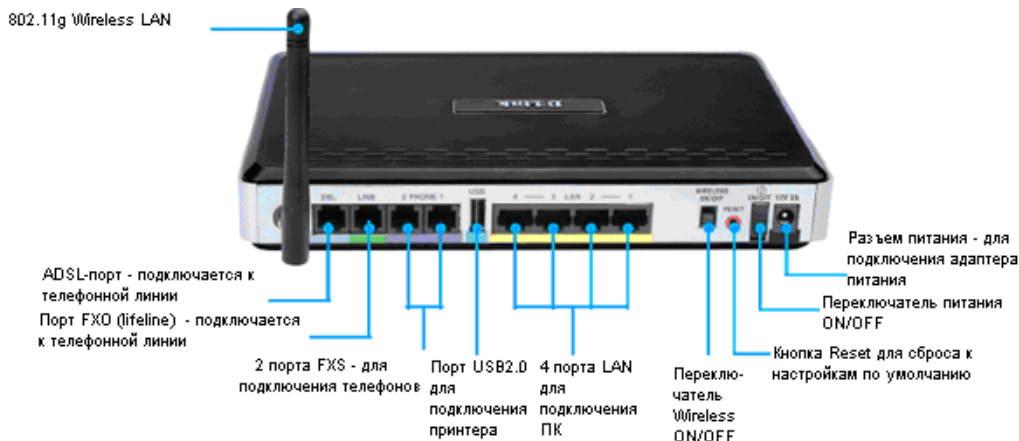 802.11g Wireless LAN
D-Link
DSL LINE 2 PHONE 1 USB 4 3 LAN 2 1 WIRELESS ON/OFF RESET ON/OFF 12V 2A
ADSL-порт - подключается к
телефонной линии
Порт FXO (lifeline) - подключается
к телефонной линии
2 порта FXS - для
подключения телефонов
Порт USB2.0
для
подключения
принтера
4 порта LAN
для
подключения
ПК
Переклю-
чатель
Wireless
ON/OFF
Кнопка Reset для сброса к
настройкам по умолчанию
Переключатель питания
ON/OFF
Разъем питания - для
подключения адаптера
питания